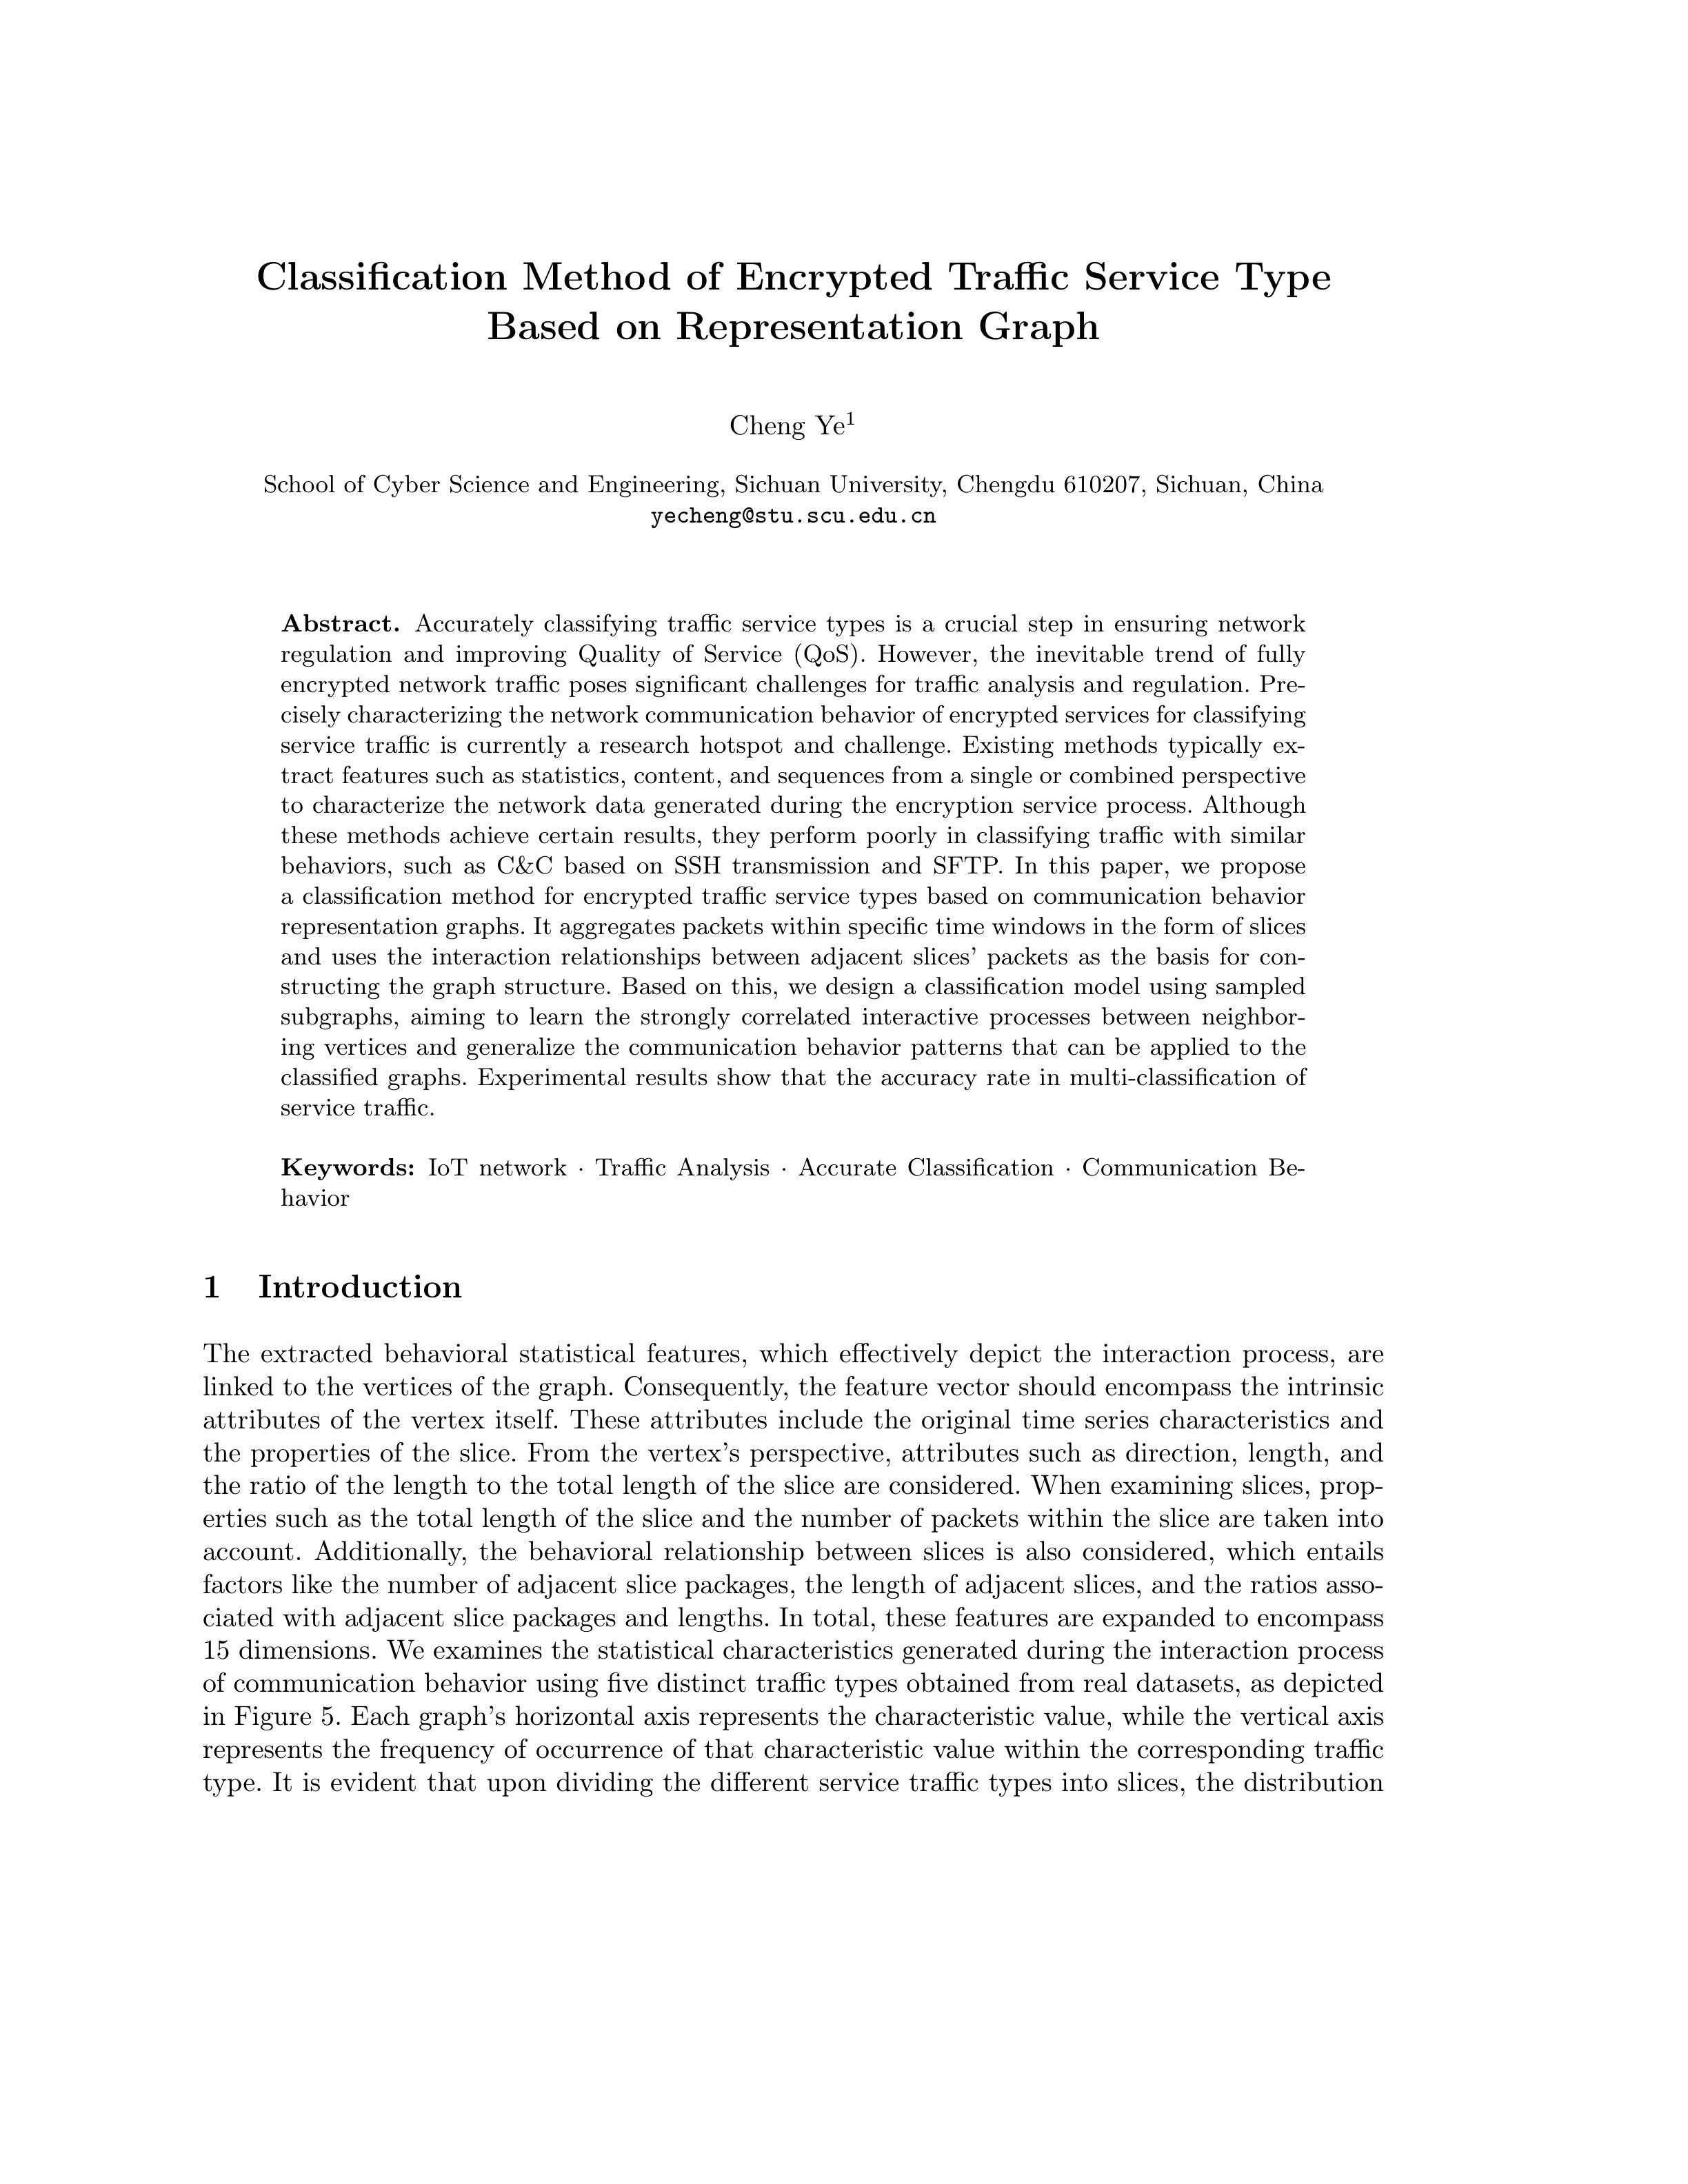 Classification Method of Encrypted Traffic Service Type
Based on Representation Graph
Cheng Ye1
School of Cyber Science and Engineering, Sichuan University, Chengdu 610207, Sichuan, China
yecheng@stu.scu.edu.cn
Abstract. Accurately classifying traffic service types is a crucial step in ensuring network
regulation and improving Quality of Service (QoS). However, the inevitable trend of fully
encrypted network traffic poses significant challenges for traffic analysis and regulation. Pre-
cisely characterizing the network communication behavior of encrypted services for classifying
service traffic is currently a research hotspot and challenge. Existing methods typically ex-
tract features such as statistics, content, and sequences from a single or combined perspective
to characterize the network data generated during the encryption service process. Although
these methods achieve certain results, they perform poorly in classifying traffic with similar
behaviors, such as C&C based on SSH transmission and SFTP. In this paper, we propose
a classification method for encrypted traffic service types based on communication behavior
representation graphs. It aggregates packets within specific time windows in the form of slices
and uses the interaction relationships between adjacent slices' packets as the basis for con-
structing the graph structure. Based on this, we design a classification model using sampled
subgraphs, aiming to learn the strongly correlated interactive processes between neighbor-
ing vertices and generalize the communication behavior patterns that can be applied to the
classified graphs. Experimental results show that the accuracy rate in multi-classification of
service traffic.
Keywords: IoT network · Traffic Analysis · Accurate Classification · Communication Be-
havior
1 Introduction
The extracted behavioral statistical features, which effectively depict the interaction process, are
linked to the vertices of the graph. Consequently, the feature vector should encompass the intrinsic
attributes of the vertex itself. These attributes include the original time series characteristics and
the properties of the slice. From the vertex's perspective, attributes such as direction, length, and
the ratio of the length to the total length of the slice are considered. When examining slices, prop-
erties such as the total length of the slice and the number of packets within the slice are taken into
account. Additionally, the behavioral relationship between slices is also considered, which entails
factors like the number of adjacent slice packages, the length of adjacent slices, and the ratios asso-
ciated with adjacent slice packages and lengths. In total, these features are expanded to encompass
15 dimensions. We examines the statistical characteristics generated during the interaction process
of communication behavior using five distinct traffic types obtained from real datasets, as depicted
in Figure 5. Each graph's horizontal axis represents the characteristic value, while the vertical axis
represents the frequency of occurrence of that characteristic value within the corresponding traffic
type. It is evident that upon dividing the different service traffic types into slices, the distribution